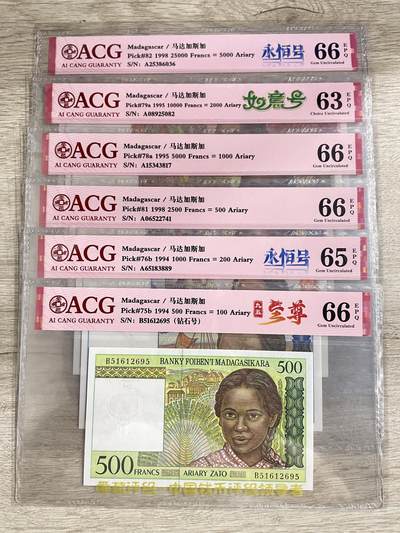 ACG
AI CANG GUARANTY
Madagascar / 马达加斯加
Pick#82 1998 25000 Francs = 5000 Ariary
S/N: A25386036
永恒号
66 EPQ
Gem Uncirculated
ACG
AI CANG GUARANTY
Madagascar / 马达加斯加
Pick#79a 1995 10000 Francs = 2000 Ariary
S/N: A08925082
如意号
63 EPQ
Choice Uncirculated
ACG
AI CANG GUARANTY
Madagascar / 马达加斯加
Pick#78a 1995 5000 Francs = 1000 Ariary
S/N: A15343817
66 EPQ
Gem Uncirculated
ACG
AI CANG GUARANTY
Madagascar / 马达加斯加
Pick#81 1998 2500 Francs = 500 Ariary
S/N: A06522741
66 EPQ
Gem Uncirculated
ACG
AI CANG GUARANTY
Madagascar / 马达加斯加
Pick#76b 1994 1000 Francs = 200 Ariary
S/N: A65183889
永恒号
65 EPQ
Gem Uncirculated
ACG
AI CANG GUARANTY
Madagascar / 马达加斯加
Pick#75b 1994 500 Francs = 100 Ariary
S/N: B51612695 (钻石号)
九五至尊
66 EPQ
Gem Uncirculated
B51612695
BANKY FOIBEN'I MADAGASIKARA
500
500 FRANCS
ARIARY ZATO
B51612695